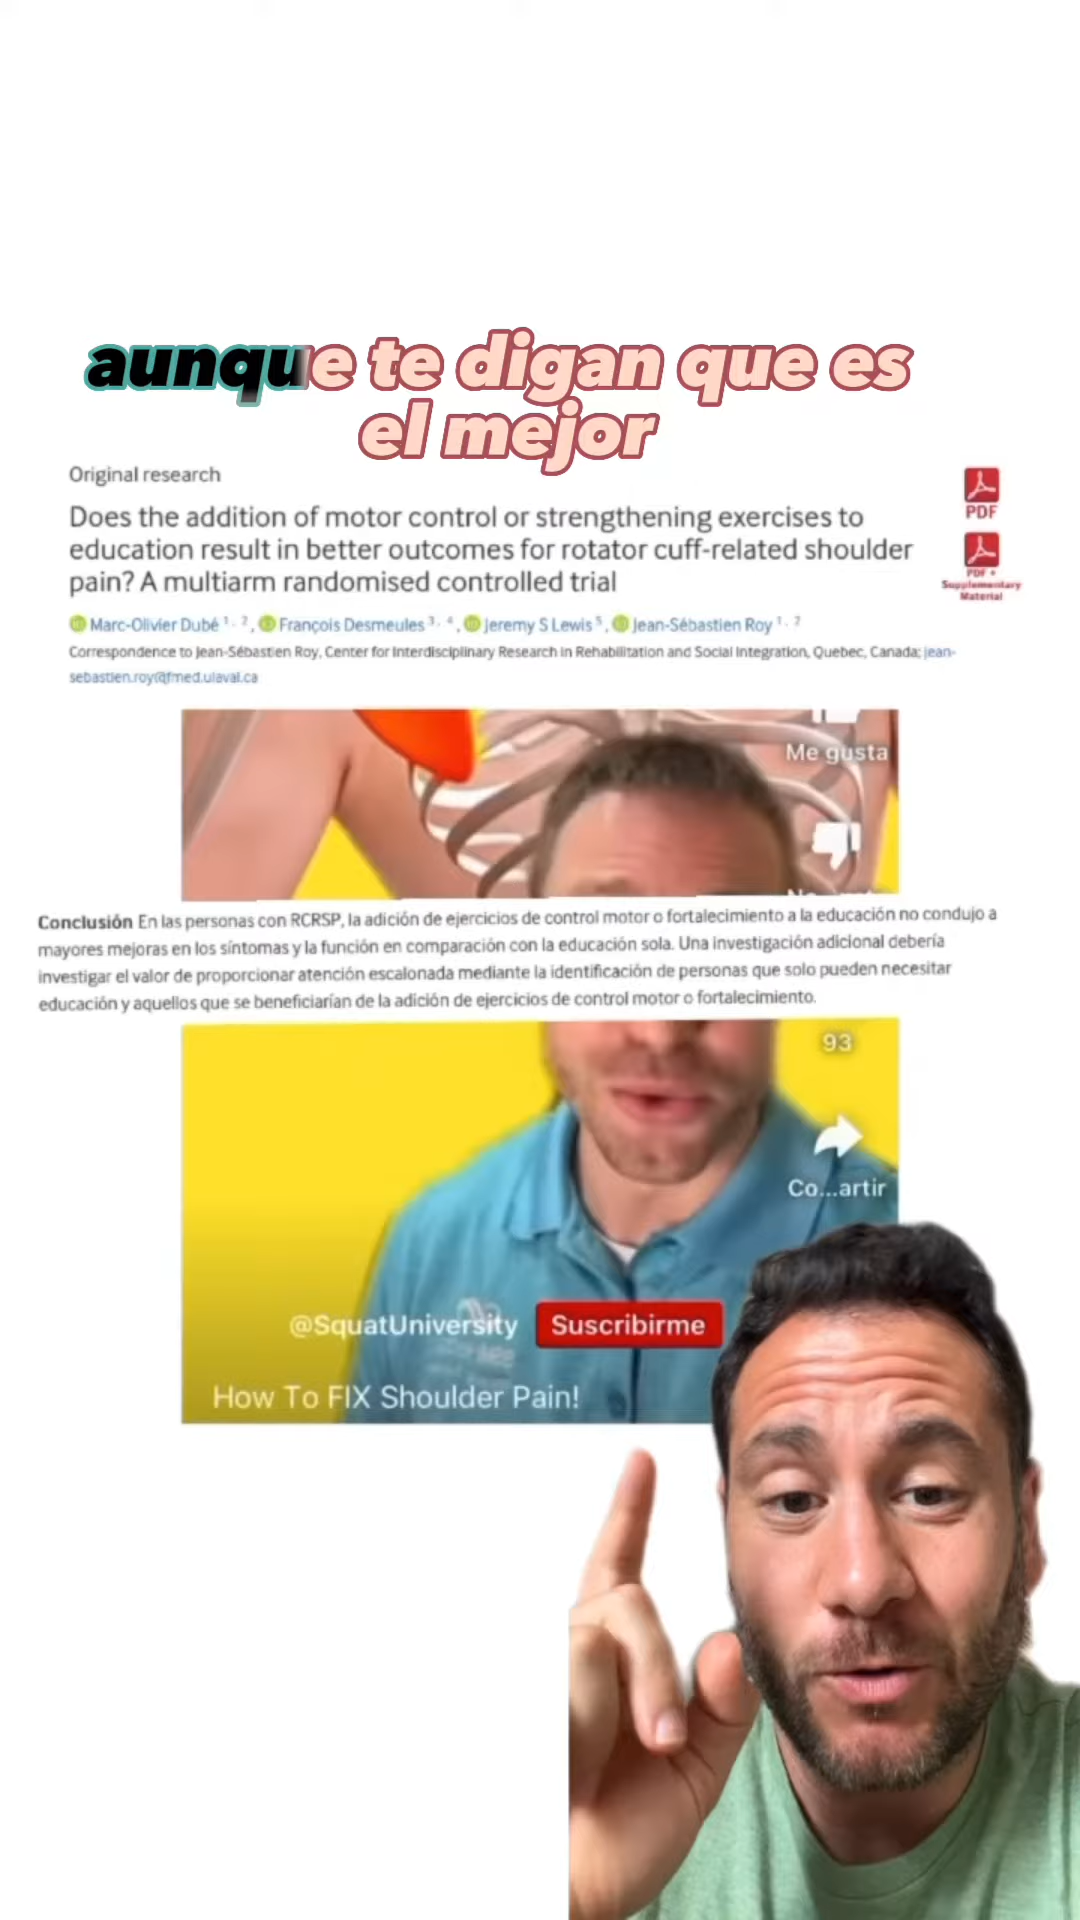 aunque te digan que es
el mejor
Original research
PDF
Does the addition of motor control or strengthening exercises to
education result in better outcomes for rotator cuff-related shoulder
pain? A multiarm randomised controlled trial
PDF +
Supplementary
Material
Marc-Olivier Dubé 1, 2, François Desmeules 3, 4, Jeremy S Lewis 5, Jean-Sébastien Roy 1, 2
Correspondence to Jean-Sébastien Roy, Center for Interdisciplinary Research in Rehabilitation and Social Integration, Quebec, Canada; jean-
sebastien.roy@fmed.ulaval.ca
Me gusta
Conclusión En las personas con RCRSP, la adición de ejercicios de control motor o fortalecimiento a la educación no condujo a
mayores mejoras en los síntomas y la función en comparación con la educación sola. Una investigación adicional debería
investigar el valor de proporcionar atención escalonada mediante la identificación de personas que solo pueden necesitar
educación y aquellos que se beneficiarían de la adición de ejercicios de control motor o fortalecimiento.
93
Co...artir
@SquatUniversity
Suscribirme
How To FIX Shoulder Pain!